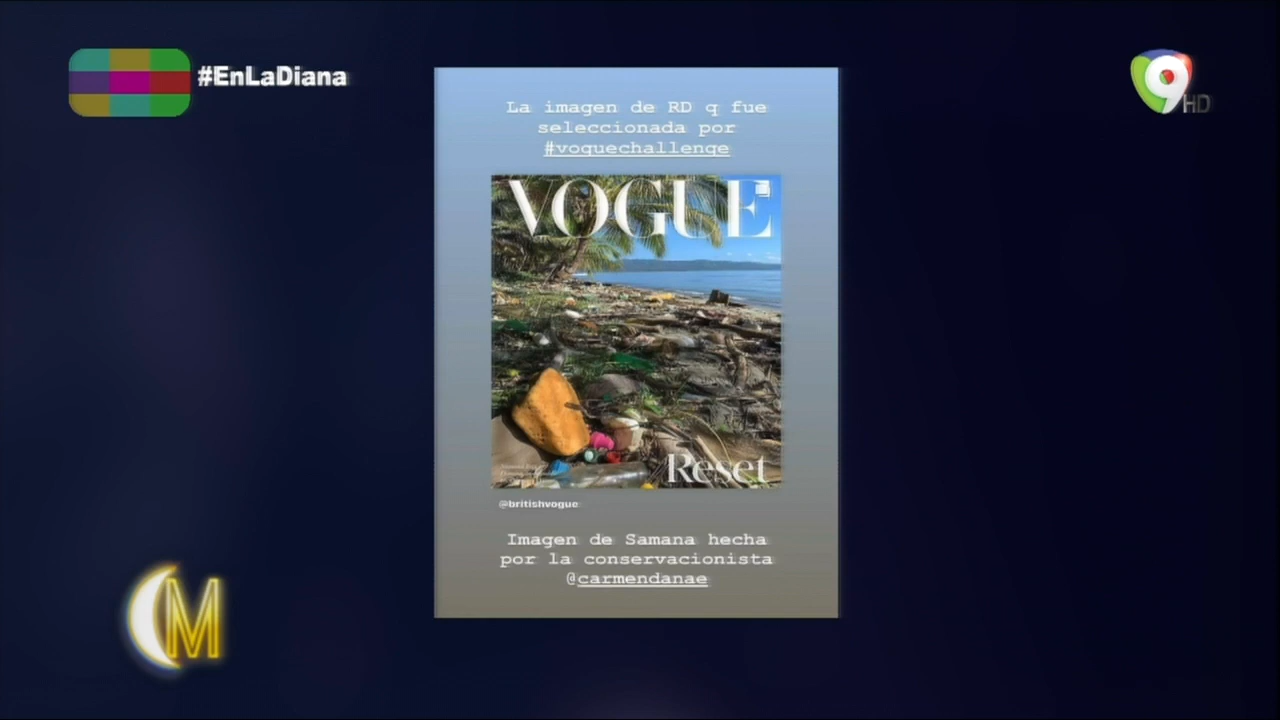 #EnLaDiana
9
HD
La imagen de RD q fue
seleccionada por
#voguechallenge
VOGUE
Reset
@britishvogue
Imagen de Samana hecha
por la conservacionista
@carmendanae
M